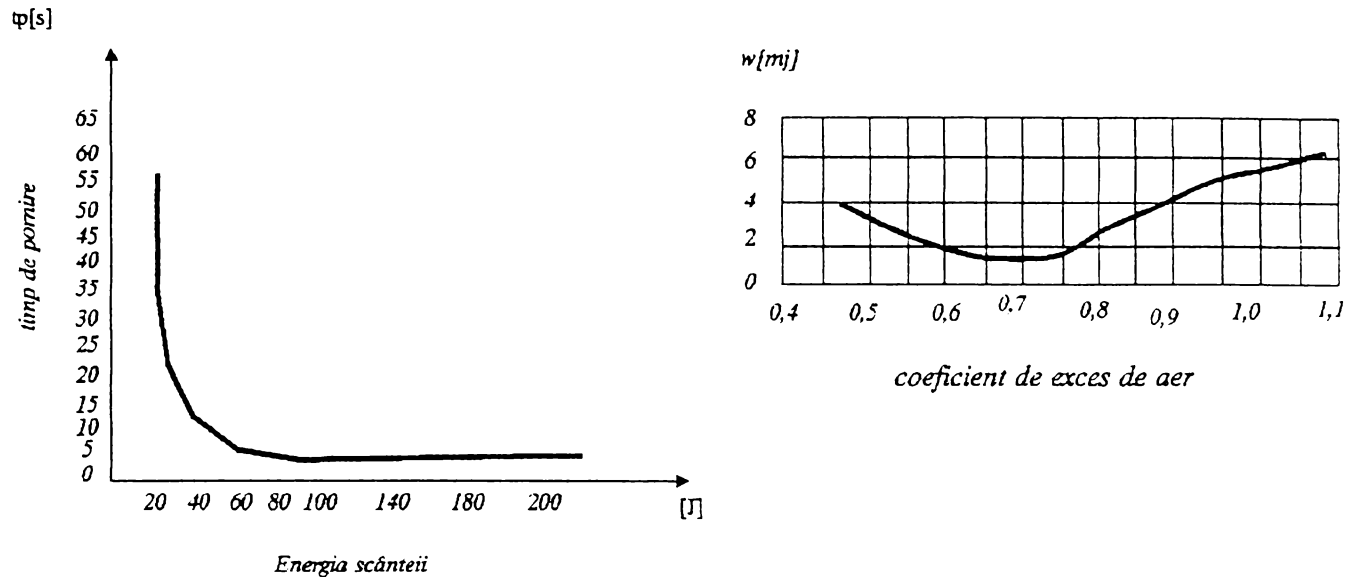 tp[s]
timp de pornire
65
60
55
50
45
40
35
30
25
20
15
10
5
0
20 40 60 80 100 140 180 200
[J]
Energia scânteii
w[mj]
8
6
4
2
0
0,4 0,5 0,6 0.7 0,8 0,9 1,0 1,1
coeficient de exces de aer